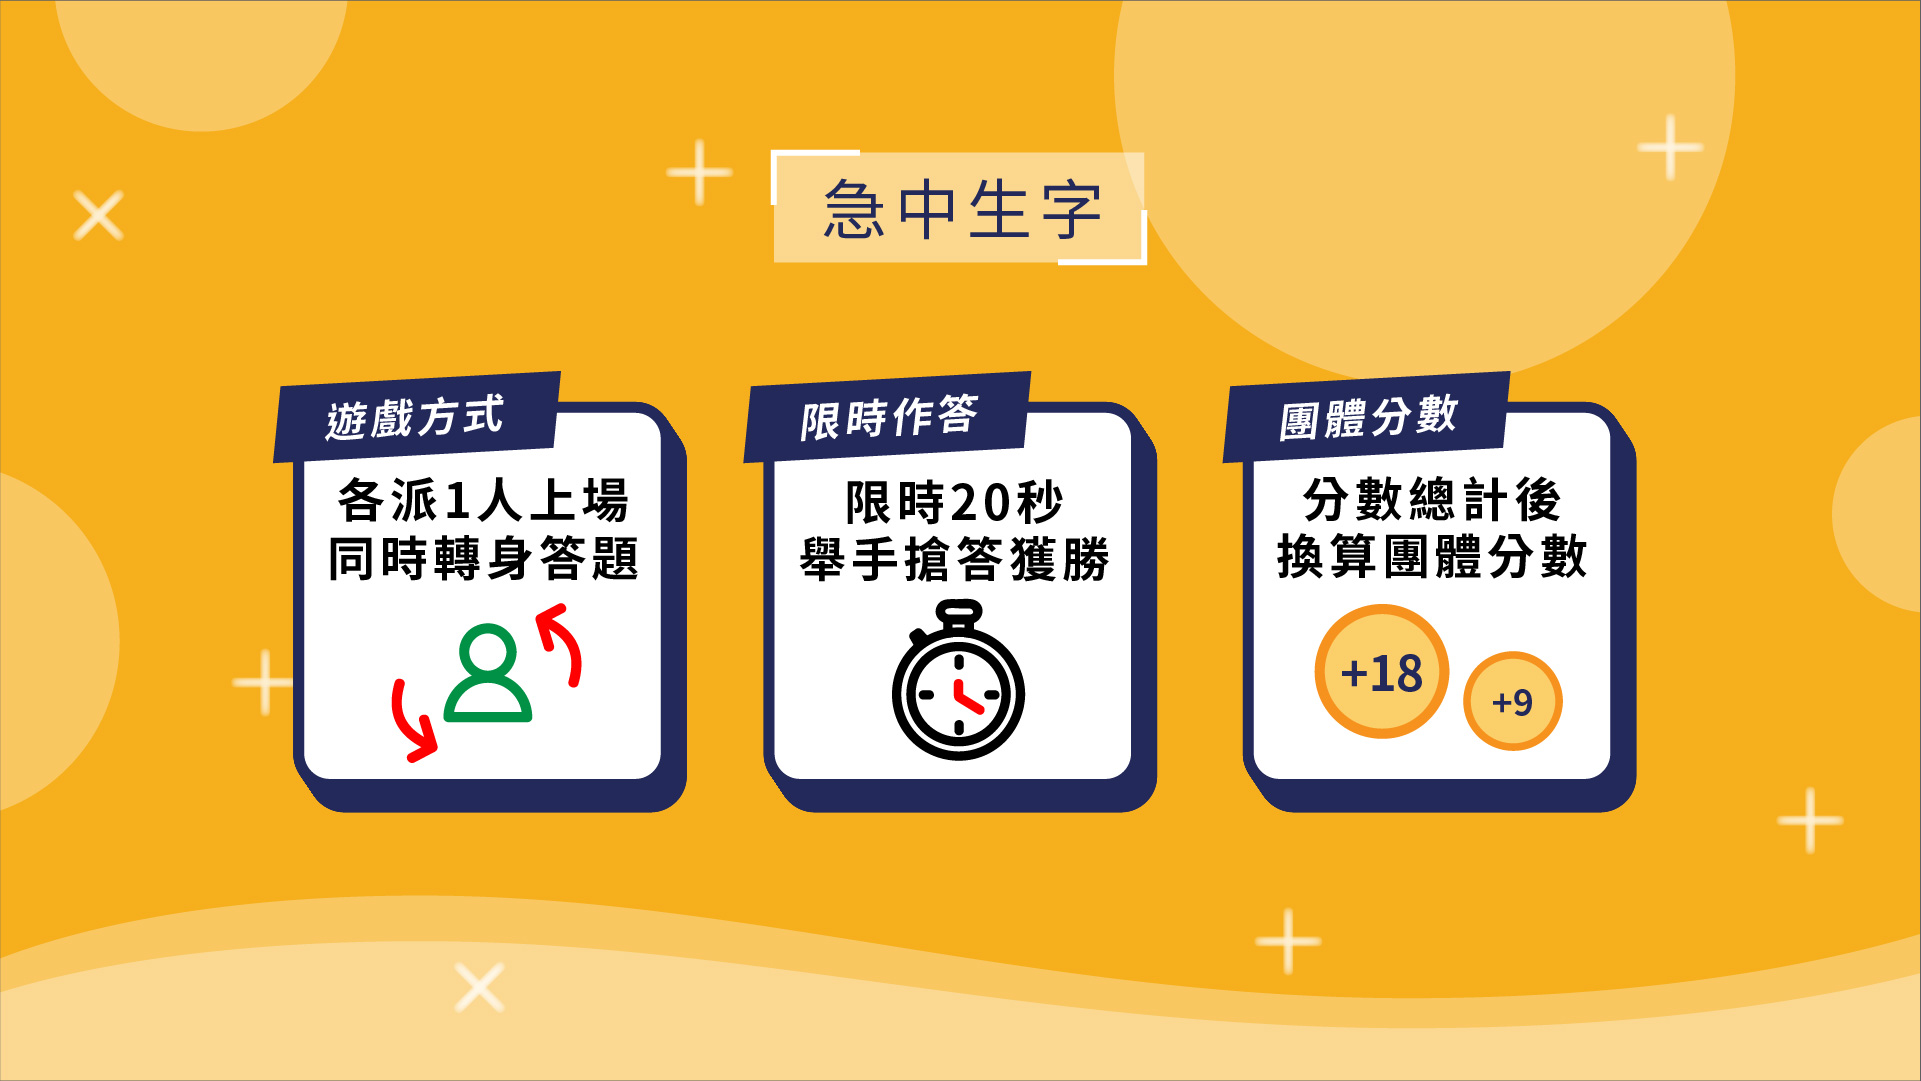 急中生字
遊戲方式
各派1人上場
同時轉身答題
限時作答
限時20秒
舉手搶答獲勝
團體分數
分數總計後
換算團體分數
+18
+9